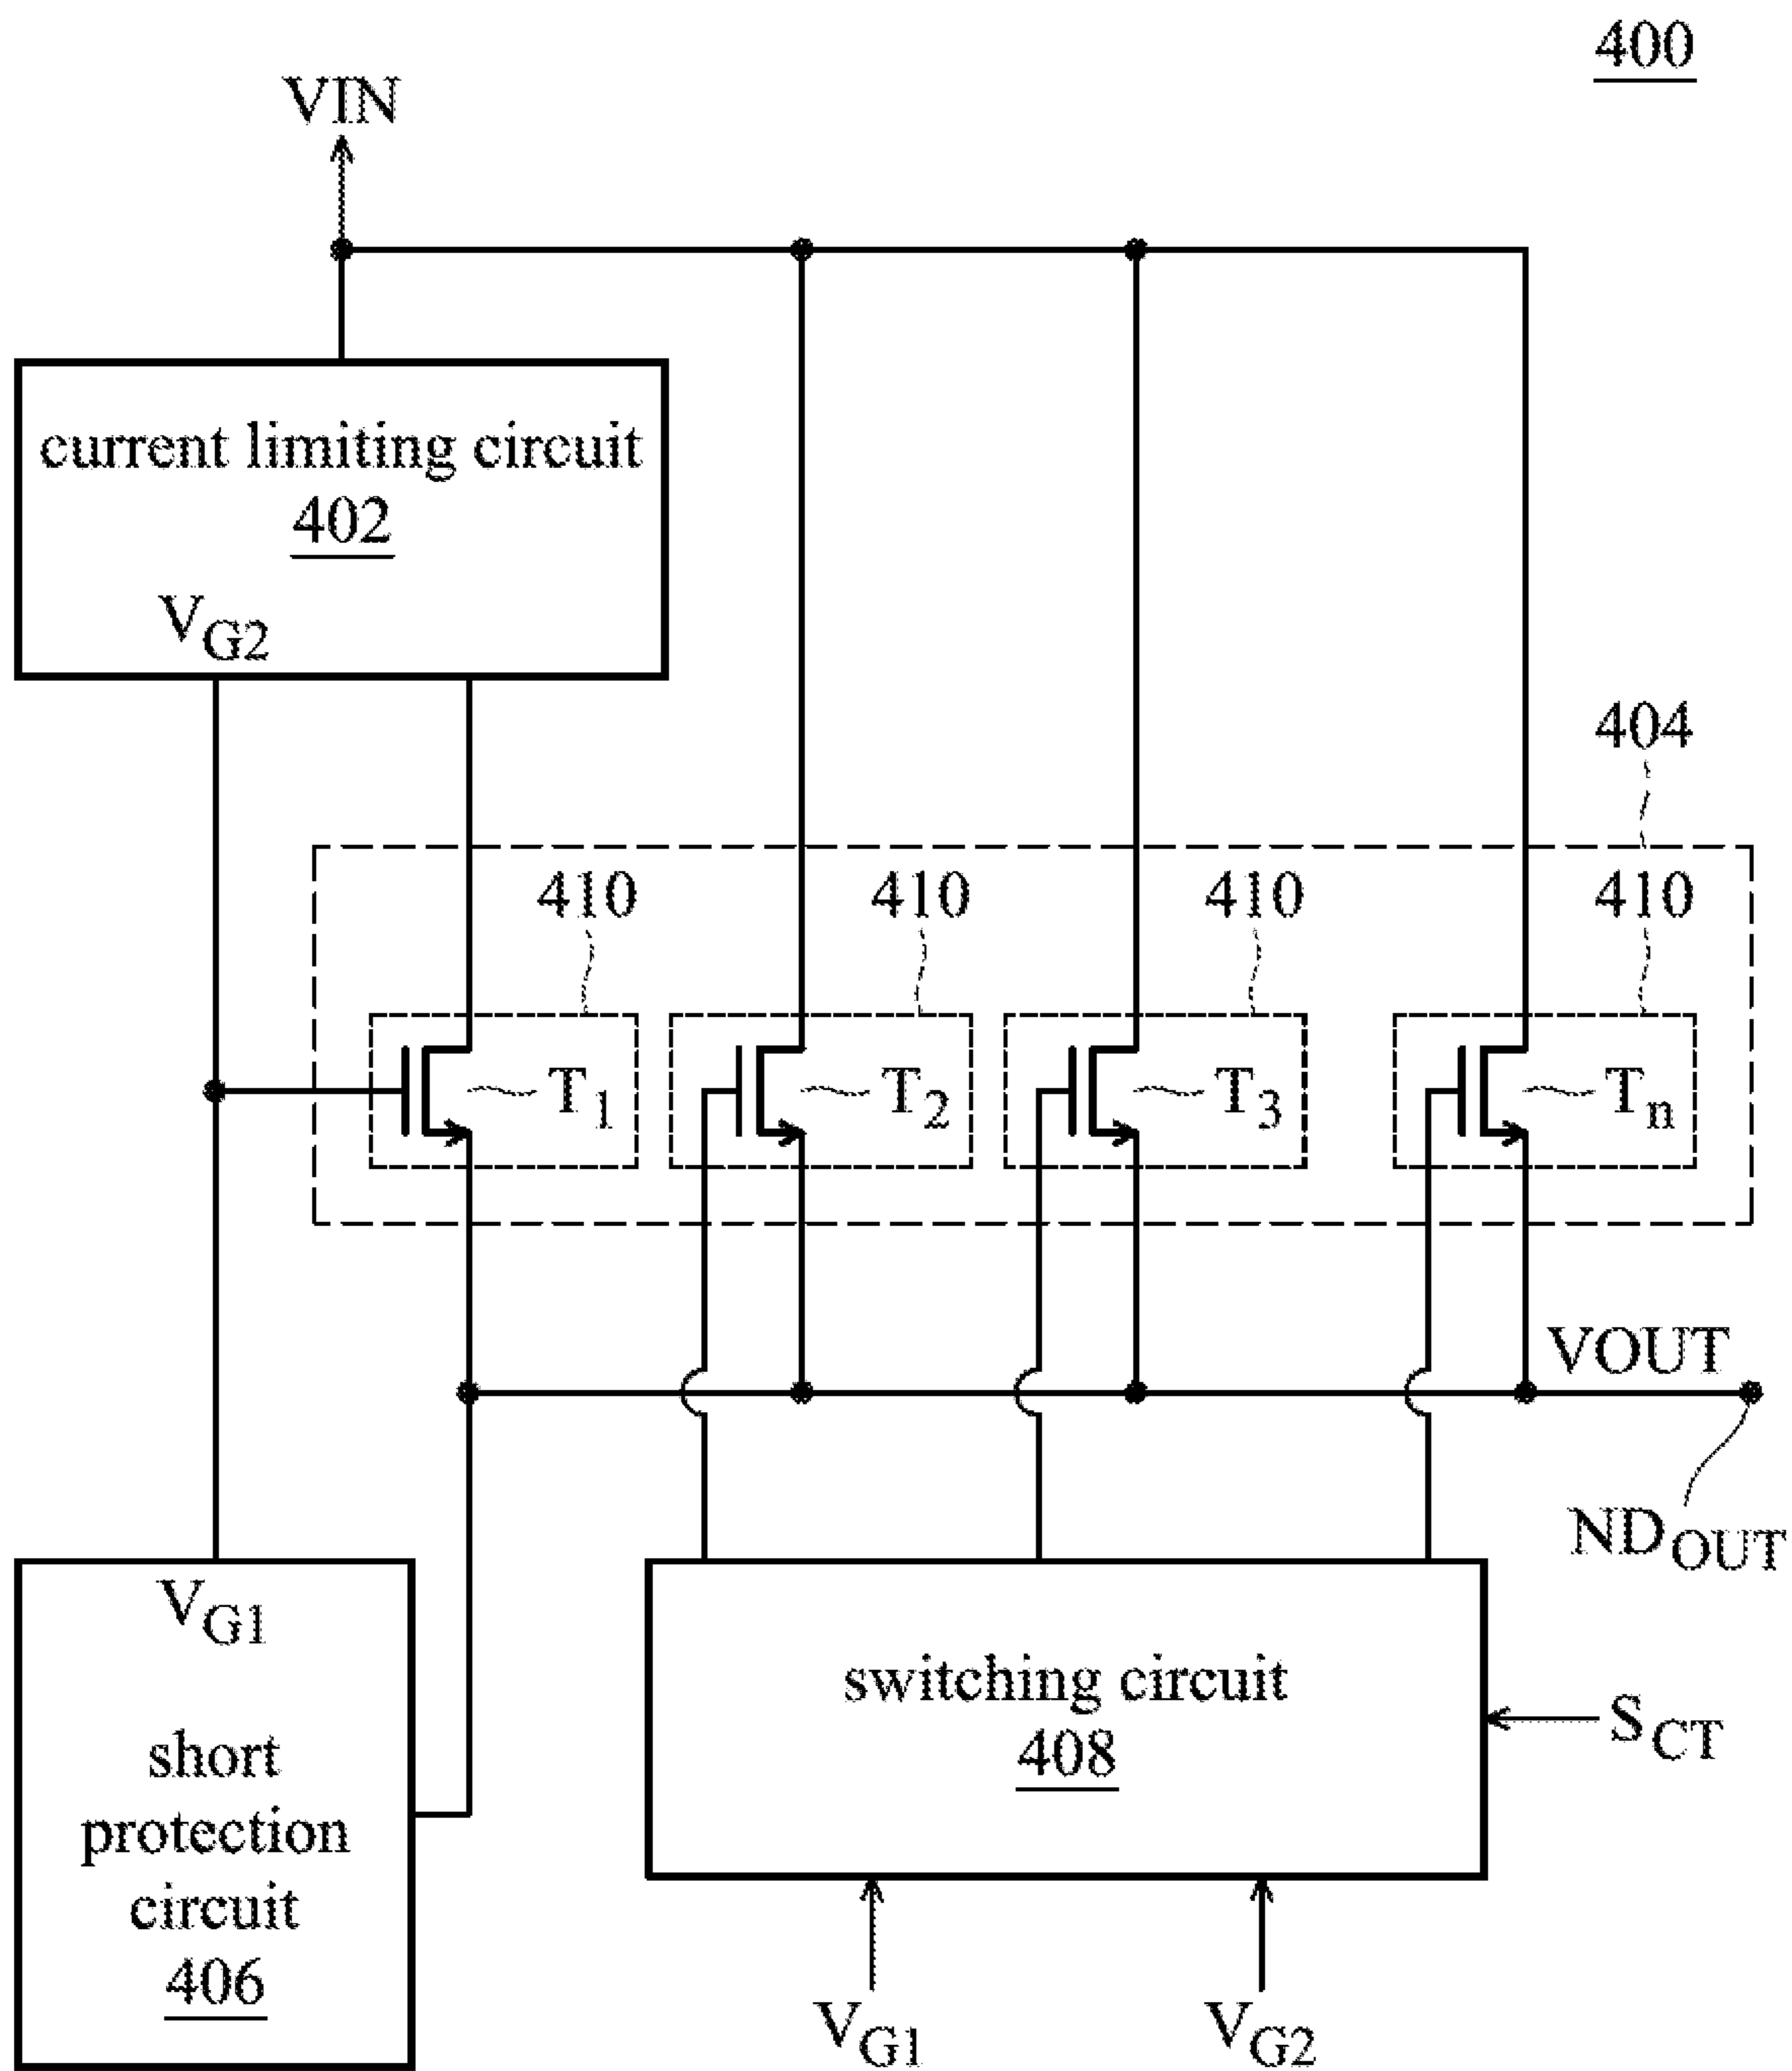 400
VIN
current limiting circuit
402
VG2
404
410 410 410 410
T1 T2 T3 Tn
VOUT
NDOUT
VG1
short
protection
circuit
406
switching circuit
408
SCT
VG1 VG2